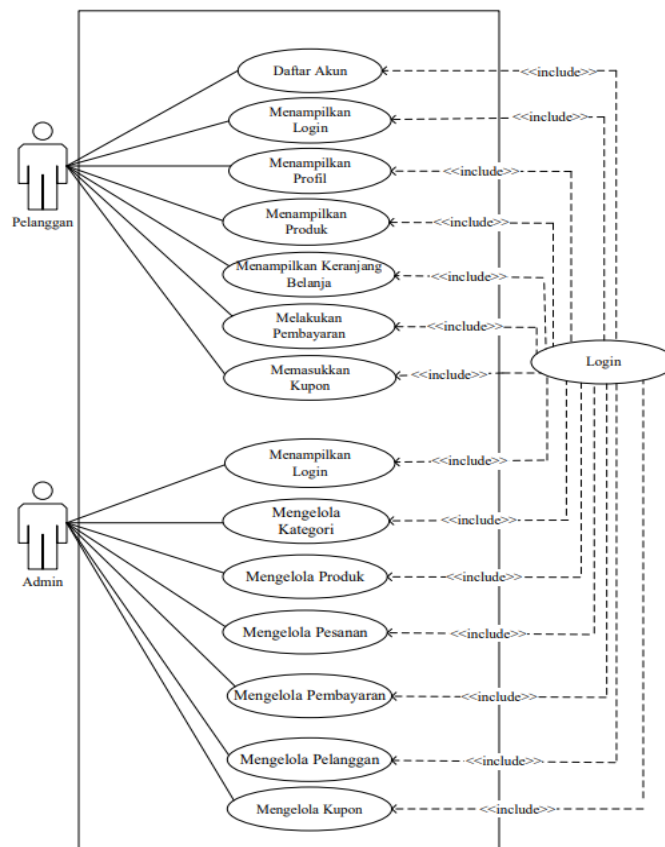 Daftar Akun
<<include>>
Menampilkan
Login
<<include>>
Menampilkan
Profil
<<include>>
Pelanggan
Menampilkan
Produk
<<include>>
Menampilkan Keranjang
Belanja
<<include>>
Melakukan
Pembayaran
<<include>>
Login
Memasukkan
Kupon
<<include>>
Menampilkan
Login
<<include>>
Mengelola
Kategori
<<include>>
Admin
Mengelola Produk
<<include>>
Mengelola Pesanan
<<include>>
Mengelola Pembayaran
<<include>>
Mengelola Pelanggan
<<include>>
Mengelola Kupon
<<include>>